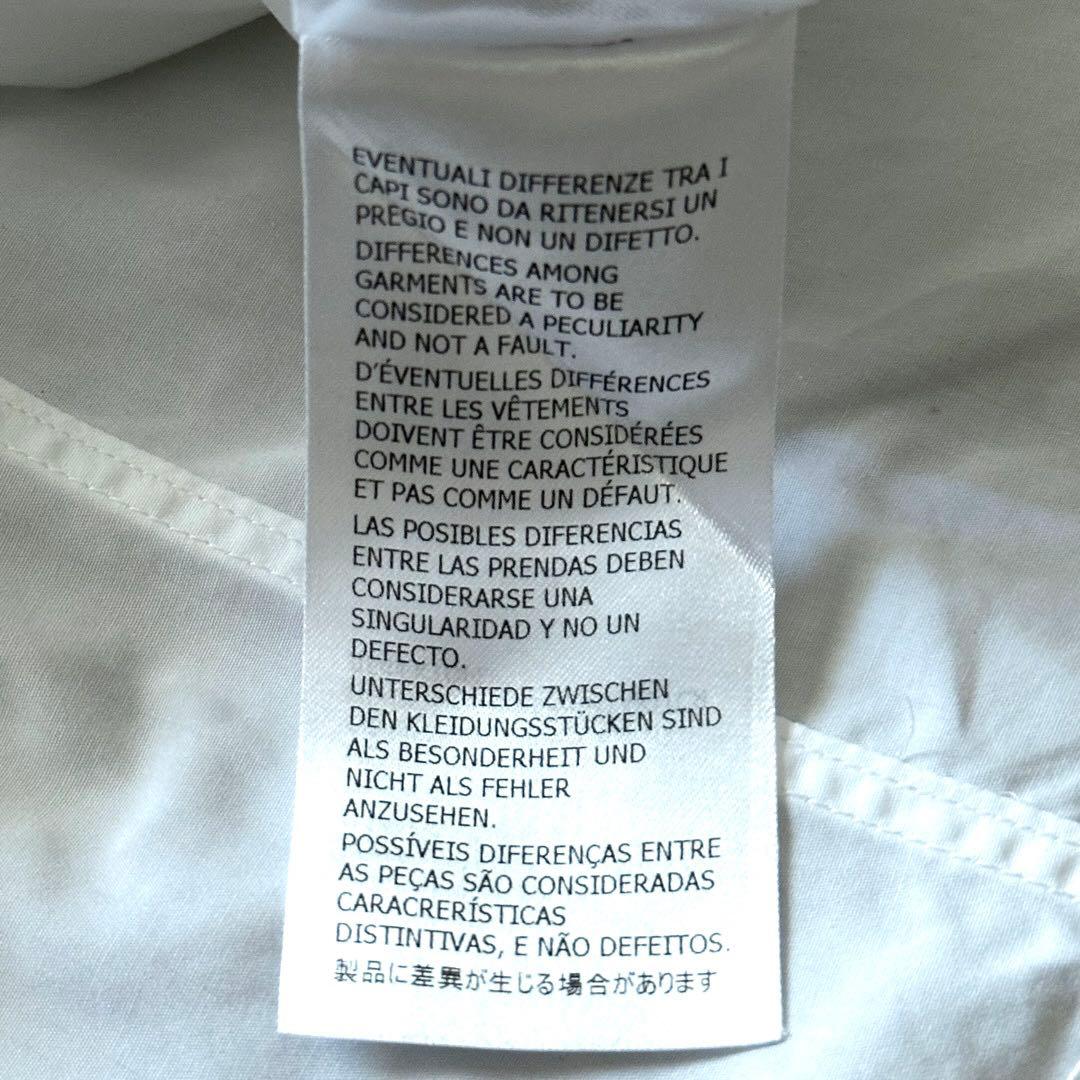 EVENTUALI DIFFERENZE TRA I
CAPI SONO DA RITENERSI UN
PREGIO E NON UN DIFETTO.
DIFFERENCES AMONG
GARMENTS ARE TO BE
CONSIDERED A PECULIARITY
AND NOT A FAULT.
D'ÉVENTUELLES DIFFÉRENCES
ENTRE LES VÊTEMENTS
DOIVENT ÊTRE CONSIDÉRÉES
COMME UNE CARACTÉRISTIQUE
ET PAS COMME UN DÉFAUT.
LAS POSIBLES DIFERENCIAS
ENTRE LAS PRENDAS DEBEN
CONSIDERARSE UNA
SINGULARIDAD Y NO UN
DEFECTO.
UNTERSCHIEDE ZWISCHEN
DEN KLEIDUNGSSTÜCKEN SIND
ALS BESONDERHEIT UND
NICHT ALS FEHLER
ANZUSEHEN.
POSSÍVEIS DIFERENÇAS ENTRE
AS PEÇAS SÃO CONSIDERADAS
CARACRERÍSTICAS
DISTINTIVAS, E NÃO DEFEITOS.
製品に差異が生じる場合があります